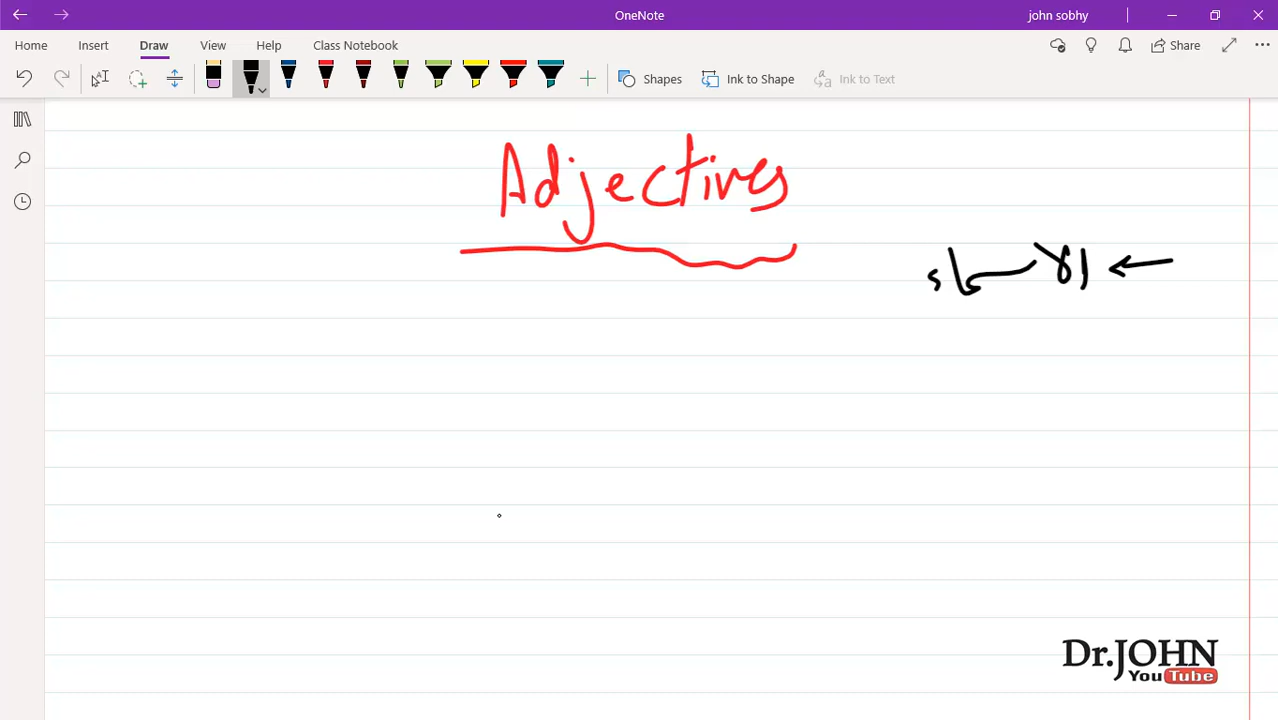 OneNote
john sobhy
Home Insert Draw View Help Class Notebook
Share
Shapes
Ink to Shape
Ink to Text
Adjectives
الاسماء
Dr.JOHN
YouTube